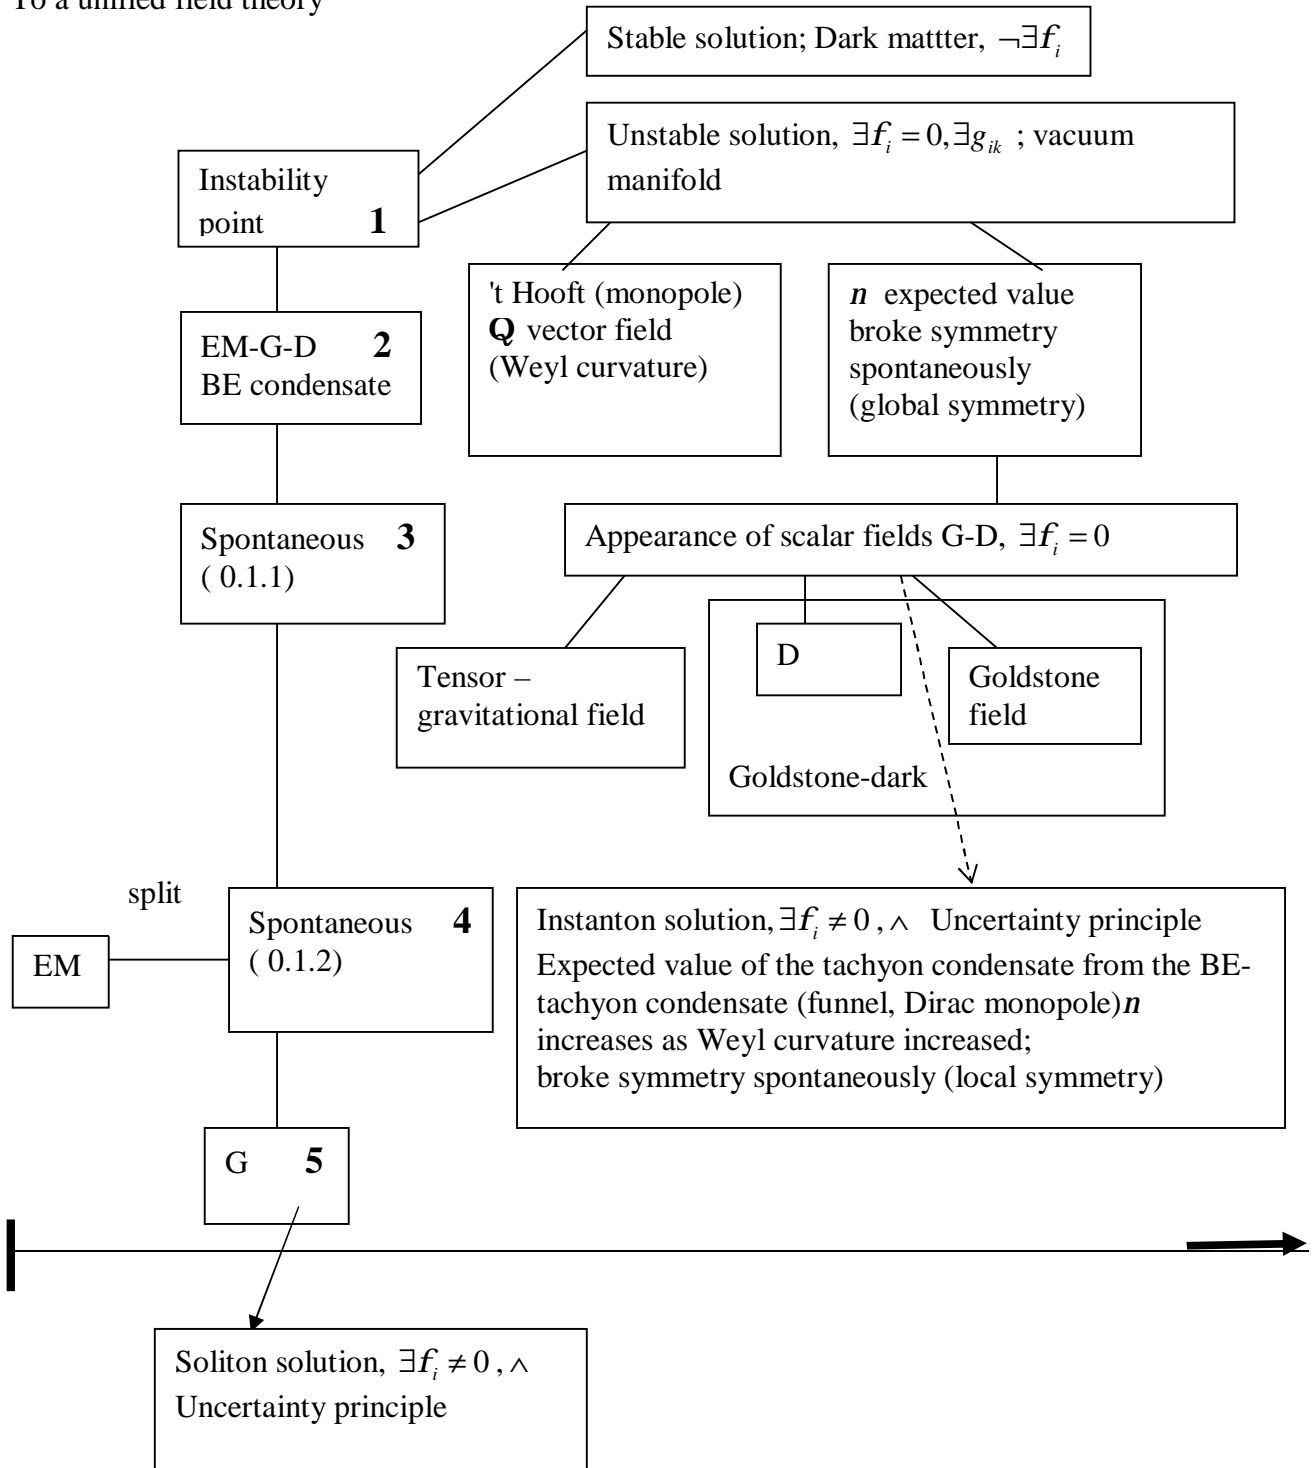 To a unified field theory
Stable solution; Dark mattter, ¬∃f_i
Unstable solution, ∃f_i = 0, ∃g_ik ; vacuum
manifold
Instability
point 1
't Hooft (monopole)
Q vector field
(Weyl curvature)
n expected value
broke symmetry
spontaneously
(global symmetry)
EM-G-D 2
BE condensate
Spontaneous 3
( 0.1.1)
Appearance of scalar fields G-D, ∃f_i = 0
Tensor –
gravitational field
D
Goldstone
field
Goldstone-dark
split
EM
Spontaneous 4
( 0.1.2)
Instanton solution, ∃f_i ≠ 0 , ∧ Uncertainty principle
Expected value of the tachyon condensate from the BE-
tachyon condensate (funnel, Dirac monopole) n
increases as Weyl curvature increased;
broke symmetry spontaneously (local symmetry)
G 5
Soliton solution, ∃f_i ≠ 0 , ∧
Uncertainty principle